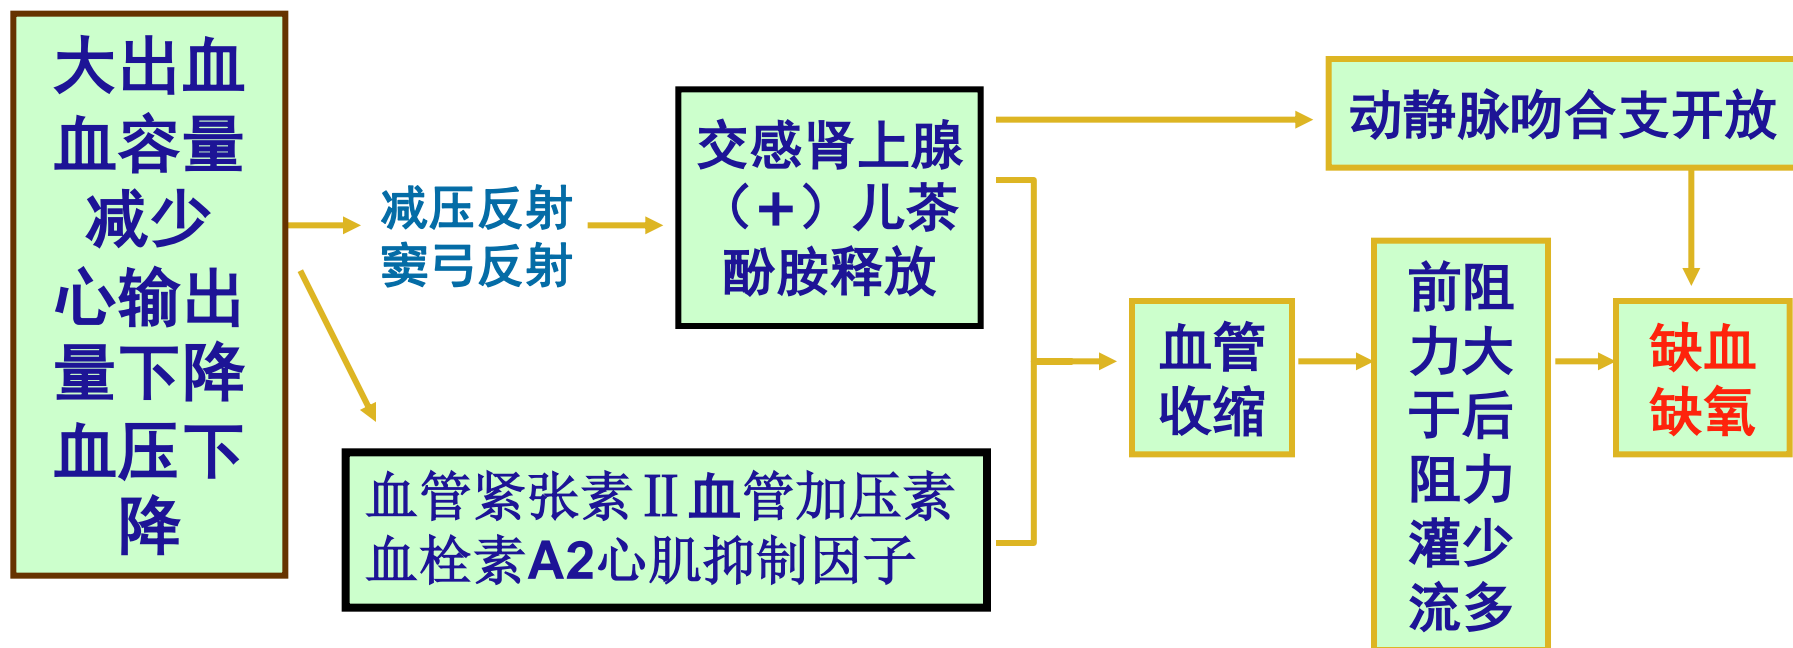 大出血
血容量
减少
心输出
量下降
血压下
降
减压反射
窦弓反射
交感肾上腺
（+）儿茶
酚胺释放
血管紧张素Ⅱ血管加压素
血栓素A2心肌抑制因子
动静脉吻合支开放
血管
收缩
前阻
力大
于后
阻力
灌少
流多
缺血
缺氧